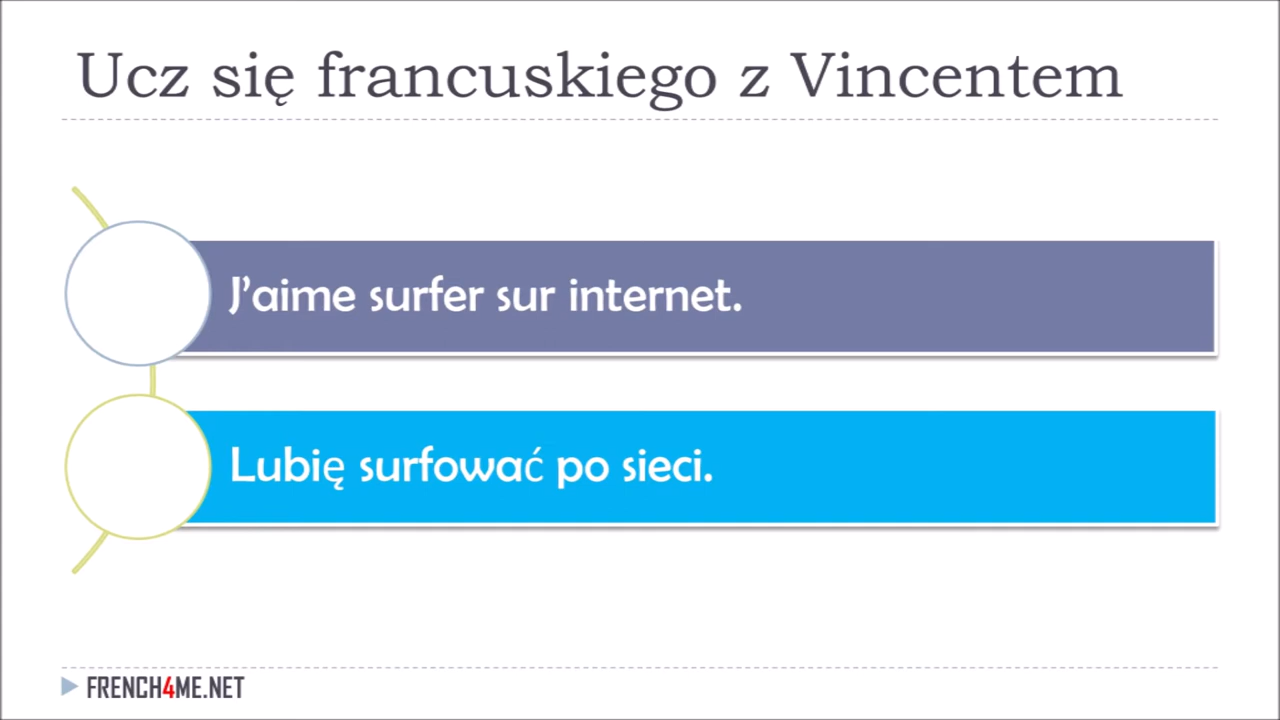 Ucz się francuskiego z Vincentem
J’aime surfer sur internet.
Lubię surfować po sieci.
FRENCH4ME.NET